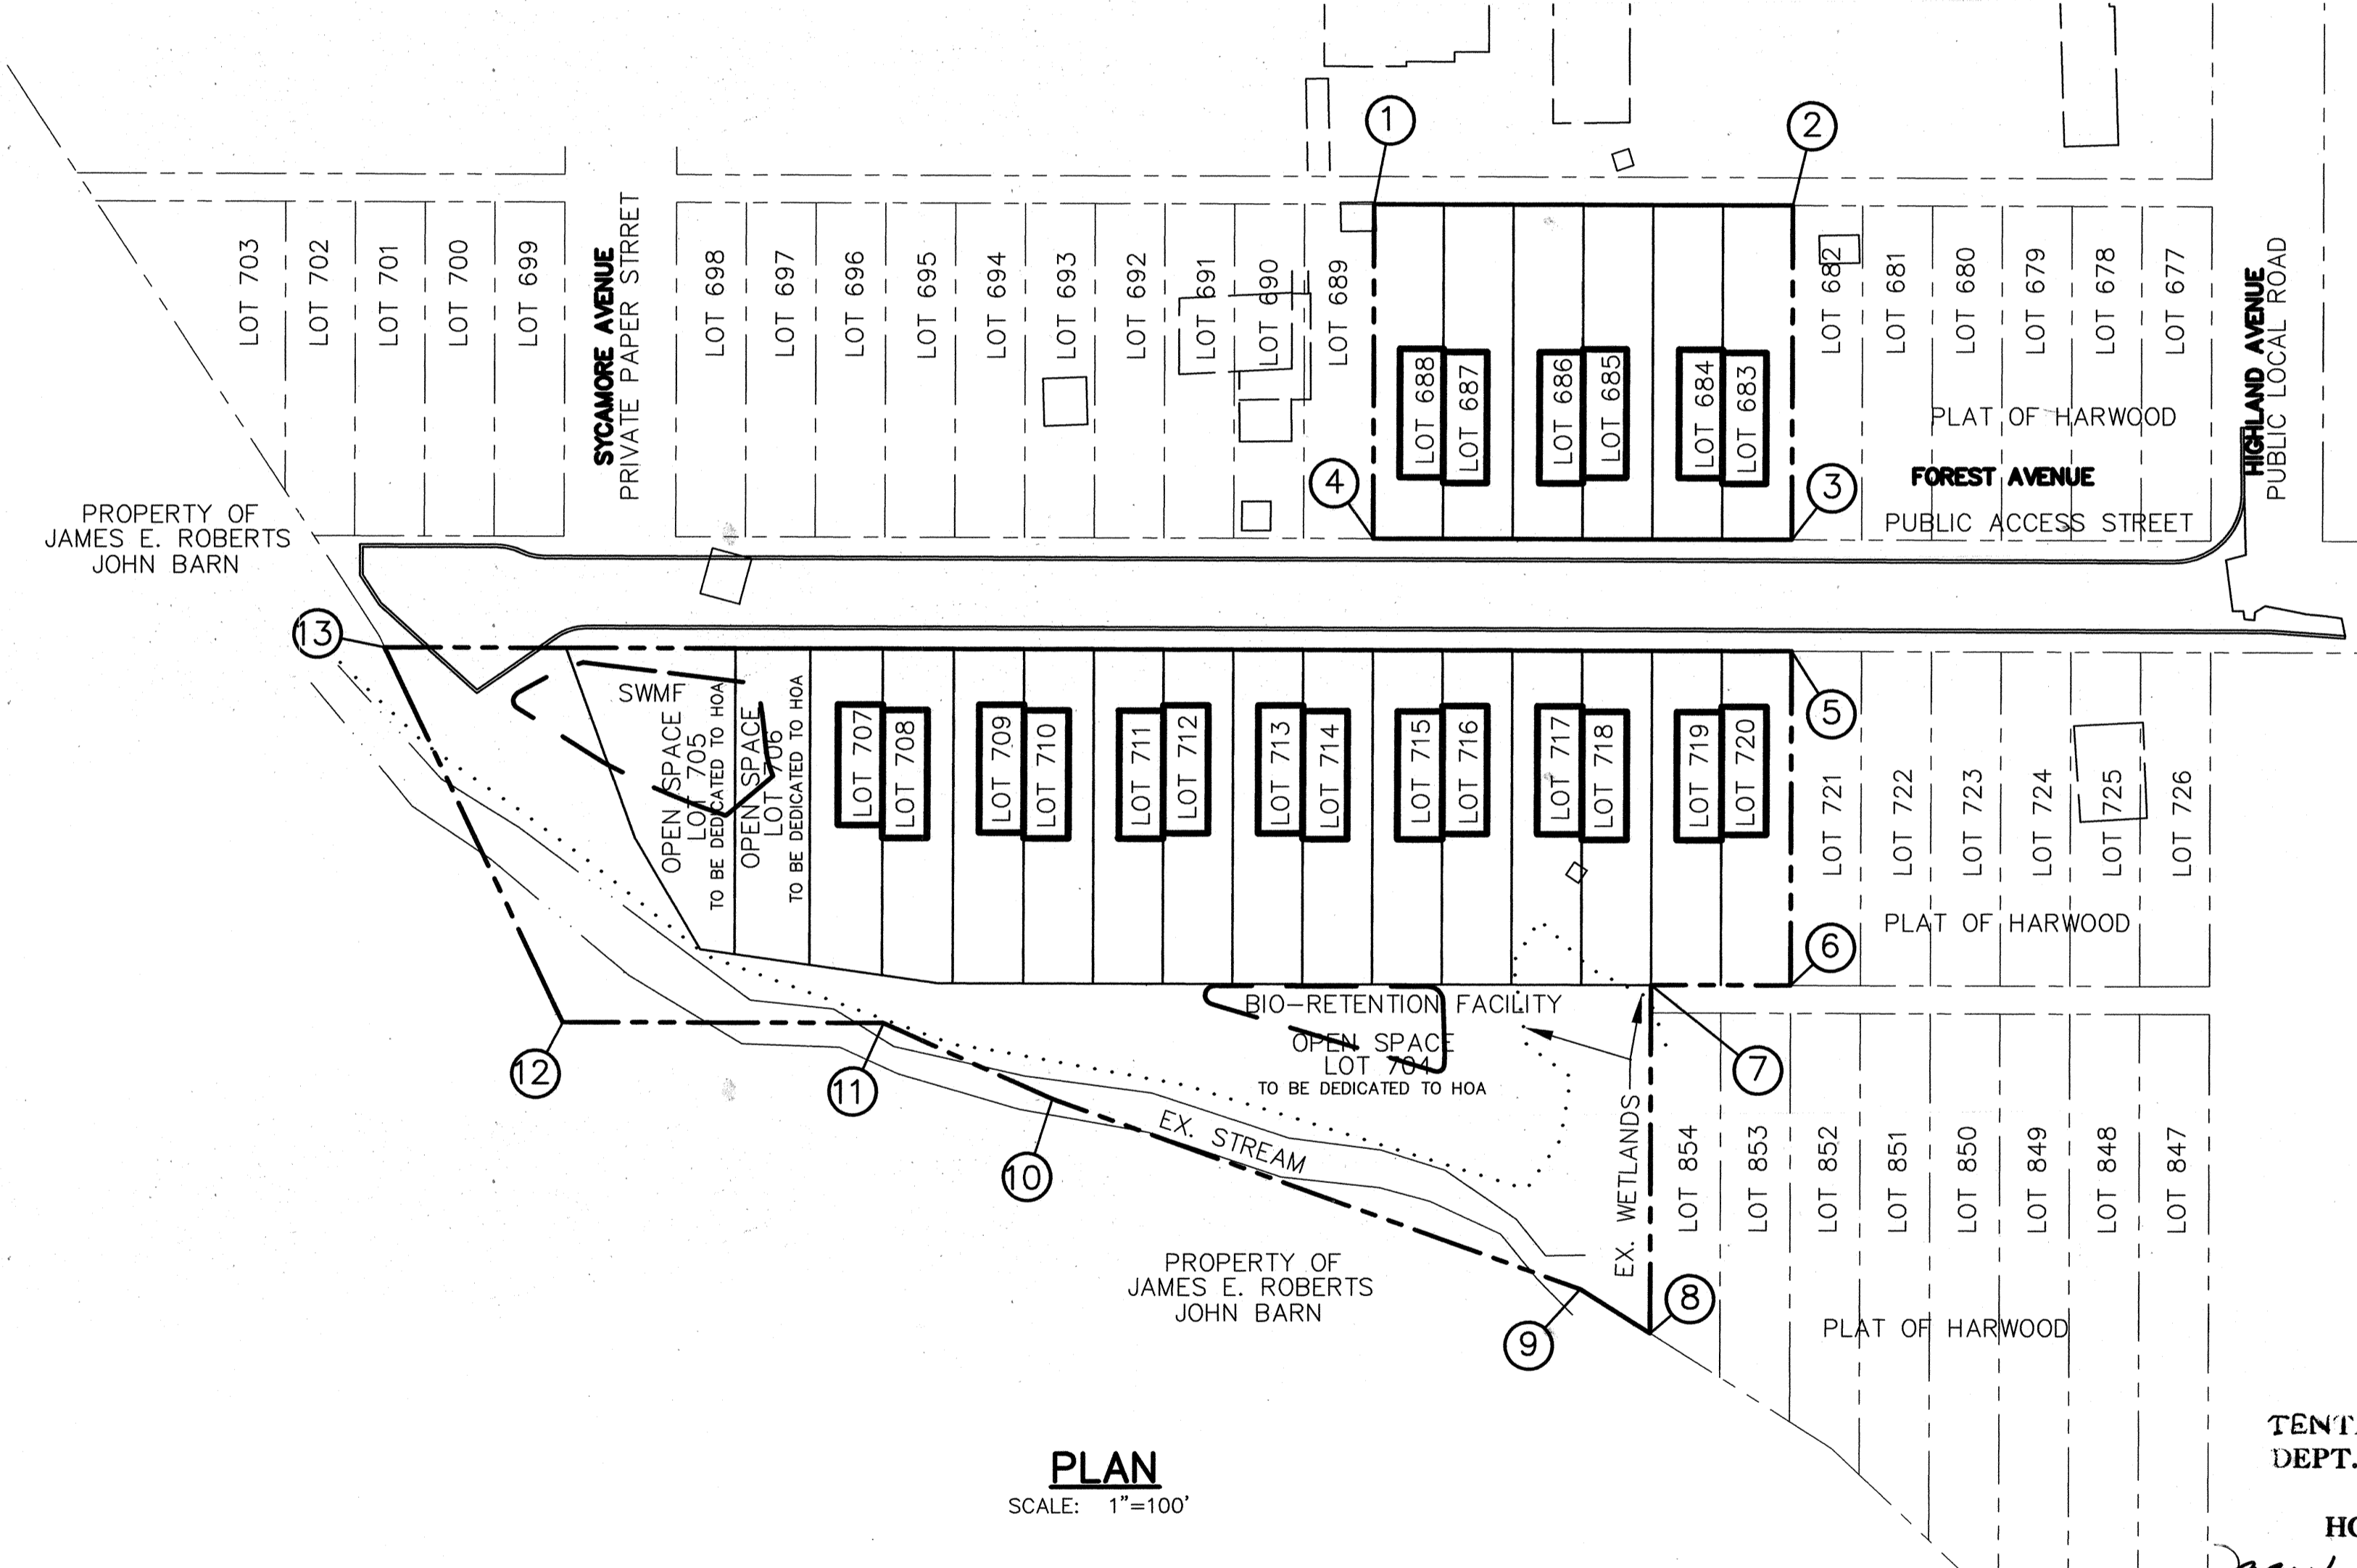 1
2
LOT 703
LOT 702
LOT 701
LOT 700
LOT 699
SYCAMORE AVENUE
PRIVATE PAPER STRRET
LOT 698
LOT 697
LOT 696
LOT 695
LOT 694
LOT 693
LOT 692
LOT 691
LOT 690
LOT 689
LOT 688
LOT 687
LOT 686
LOT 685
LOT 684
LOT 683
LOT 682
LOT 681
LOT 680
LOT 679
LOT 678
LOT 677
HIGHLAND AVENUE
PUBLIC LOCAL ROAD
PLAT OF HARWOOD
FOREST AVENUE
PUBLIC ACCESS STREET
4
3
PROPERTY OF
JAMES E. ROBERTS
JOHN BARN
13
SWMF
OPEN SPACE
LOT 705
TO BE DEDICATED TO HOA
OPEN SPACE
LOT 706
TO BE DEDICATED TO HOA
LOT 707
LOT 708
LOT 709
LOT 710
LOT 711
LOT 712
LOT 713
LOT 714
LOT 715
LOT 716
LOT 717
LOT 718
LOT 719
LOT 720
5
LOT 721
LOT 722
LOT 723
LOT 724
LOT 725
LOT 726
PLAT OF HARWOOD
6
BIO-RETENTION FACILITY
OPEN SPACE
LOT 704
TO BE DEDICATED TO HOA
7
12
11
10
EX. STREAM
EX. WETLANDS
LOT 854
LOT 853
LOT 852
LOT 851
LOT 850
LOT 849
LOT 848
LOT 847
PROPERTY OF
JAMES E. ROBERTS
JOHN BARN
9
8
PLAT OF HARWOOD
PLAN
SCALE: 1"=100'
TENT
DEPT.
HO